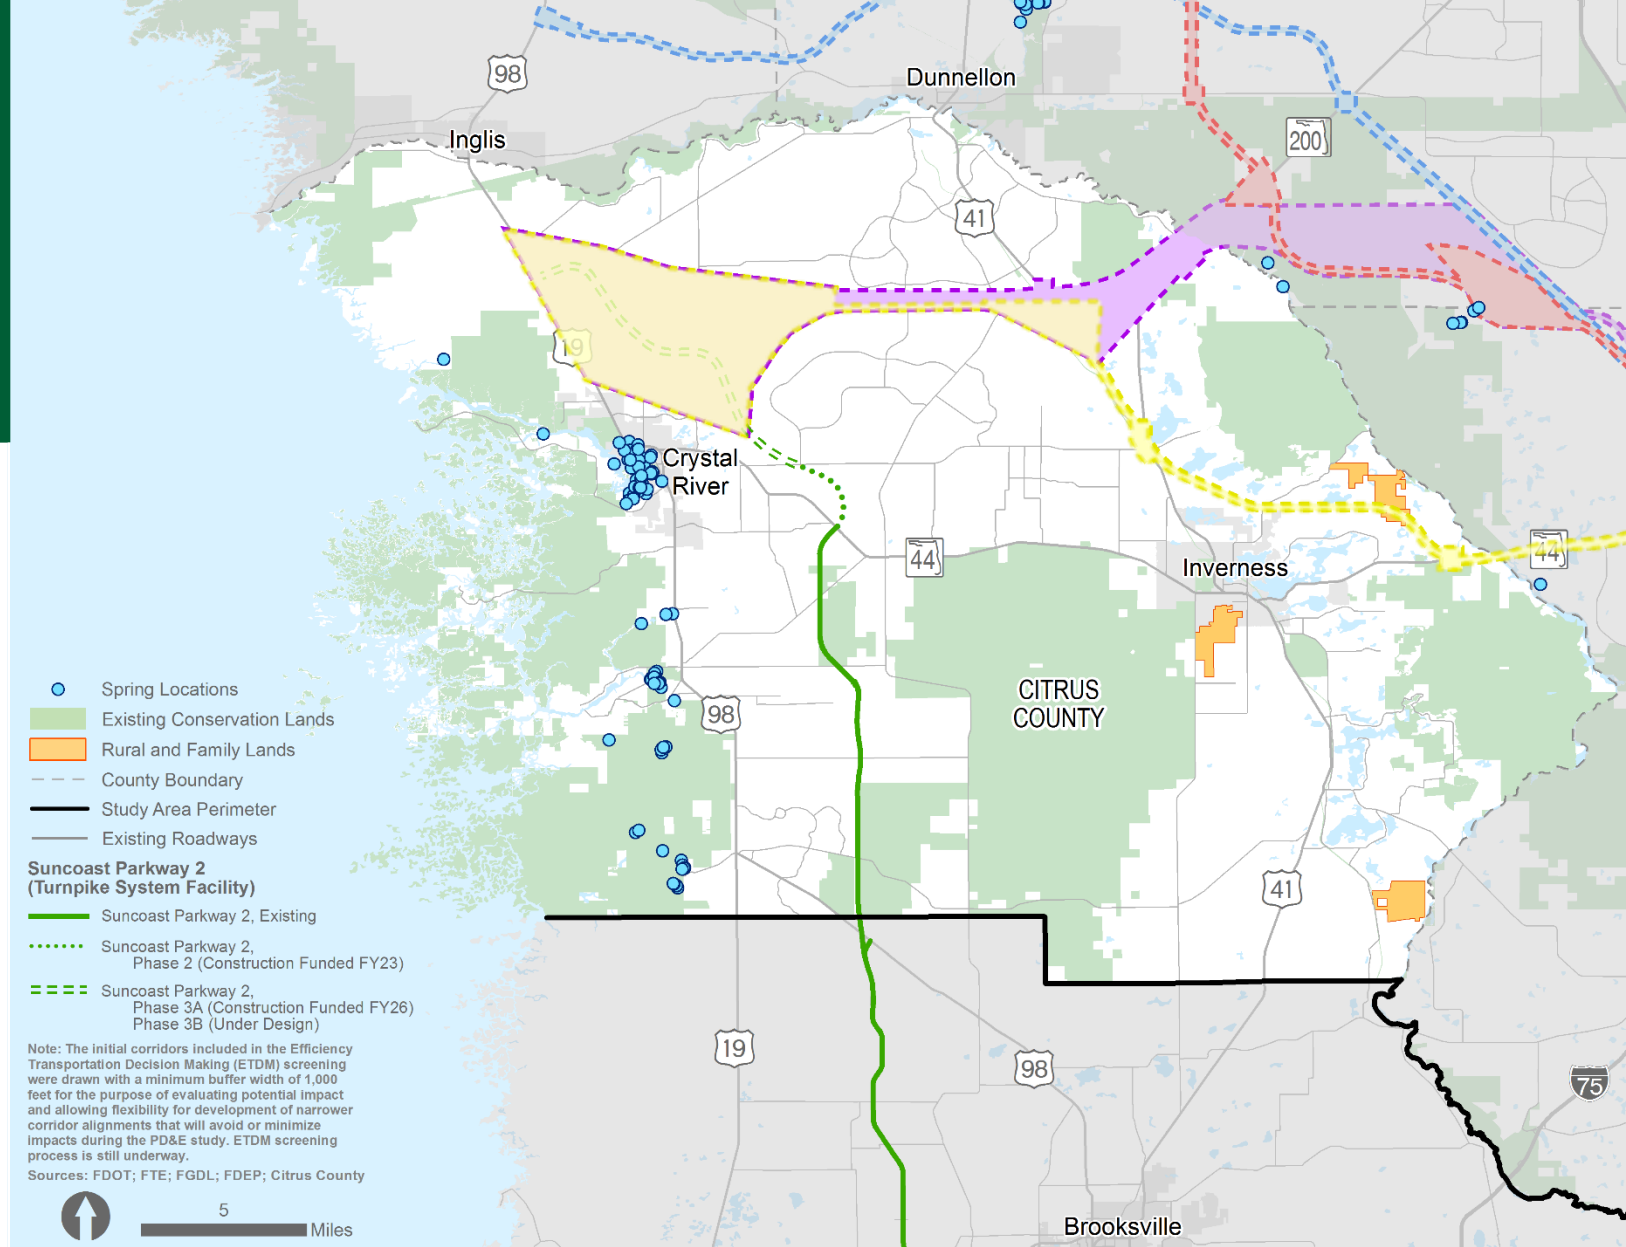 Dunnellon
98
Inglis
200
41
19
Crystal
River
44
44
Inverness
CITRUS
COUNTY
98
41
19
98
75
Brooksville
Spring Locations
Existing Conservation Lands
Rural and Family Lands
County Boundary
Study Area Perimeter
Existing Roadways
Suncoast Parkway 2
(Turnpike System Facility)
Suncoast Parkway 2, Existing
Suncoast Parkway 2,
Phase 2 (Construction Funded FY23)
Suncoast Parkway 2,
Phase 3A (Construction Funded FY26)
Phase 3B (Under Design)
Note: The initial corridors included in the Efficiency
Transportation Decision Making (ETDM) screening
were drawn with a minimum buffer width of 1,000
feet for the purpose of evaluating potential impact
and allowing flexibility for development of narrower
corridor alignments that will avoid or minimize
impacts during the PD&E study. ETDM screening
process is still underway.
Sources: FDOT; FTE; FGDL; FDEP; Citrus County
5
Miles